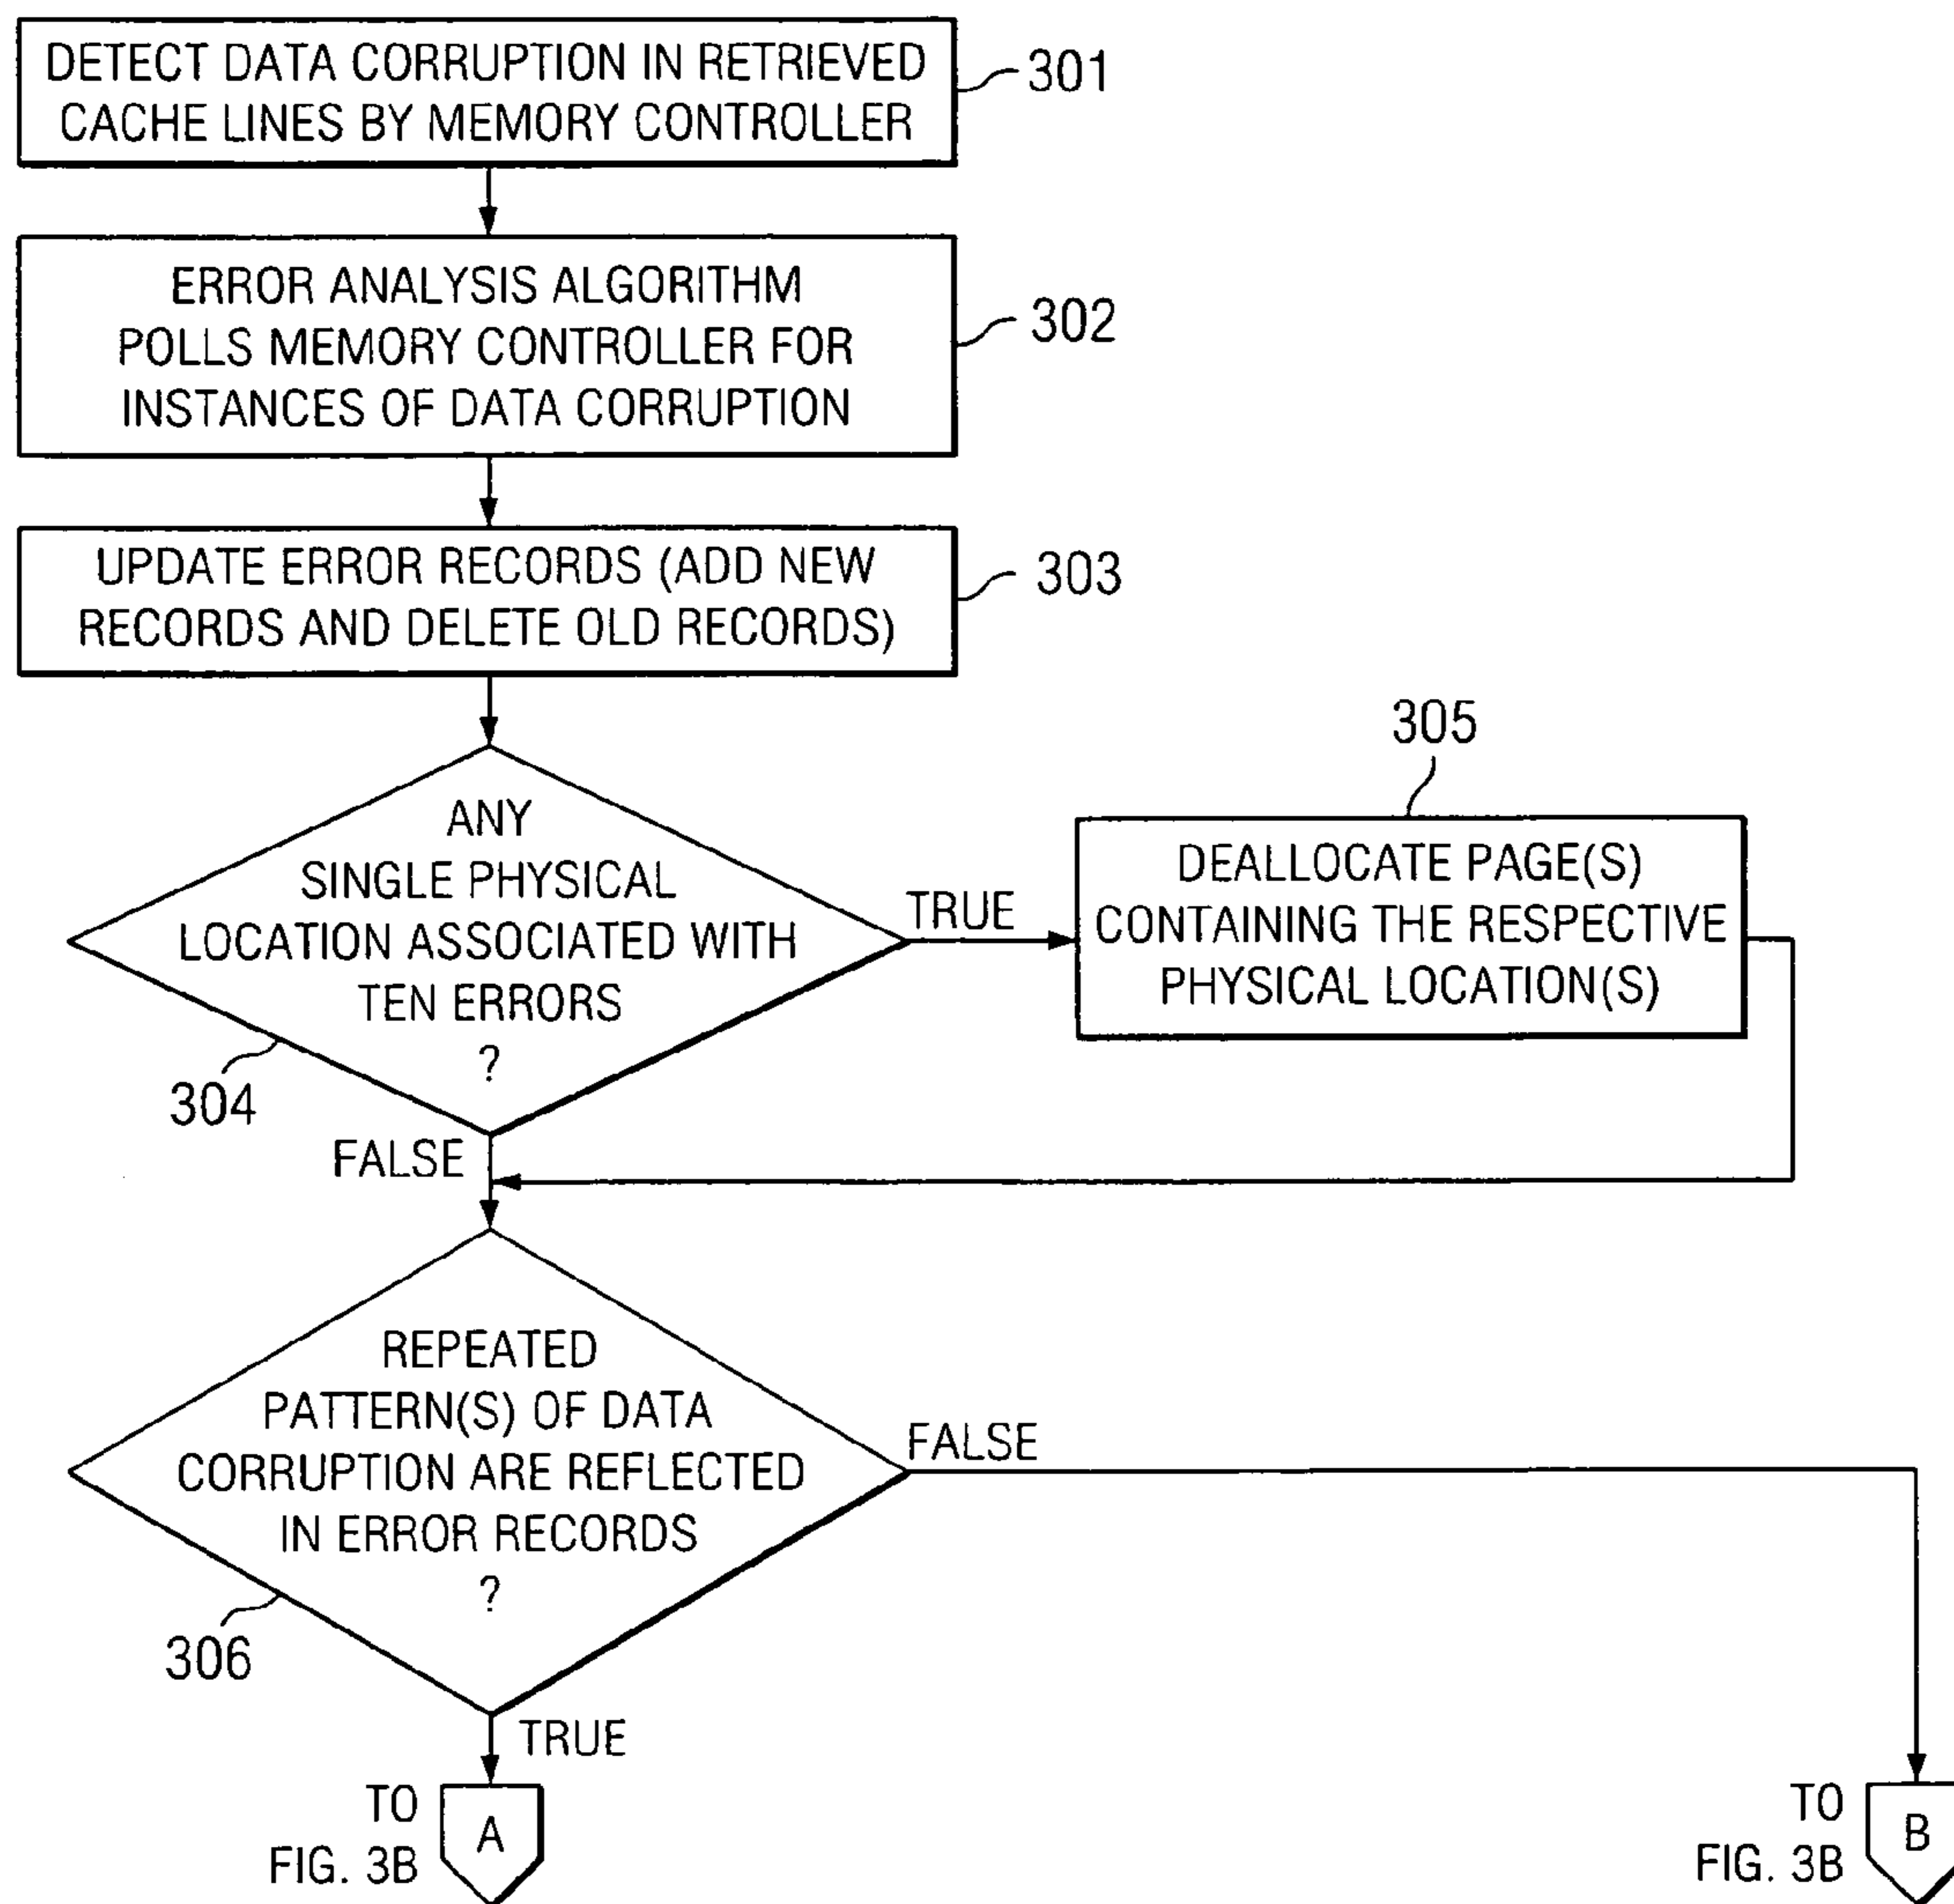 DETECT DATA CORRUPTION IN RETRIEVED
CACHE LINES BY MEMORY CONTROLLER
301
ERROR ANALYSIS ALGORITHM
POLLS MEMORY CONTROLLER FOR
INSTANCES OF DATA CORRUPTION
302
UPDATE ERROR RECORDS (ADD NEW
RECORDS AND DELETE OLD RECORDS)
303
ANY
SINGLE PHYSICAL
LOCATION ASSOCIATED WITH
TEN ERRORS
?
304
TRUE
305
DEALLOCATE PAGE(S)
CONTAINING THE RESPECTIVE
PHYSICAL LOCATION(S)
FALSE
REPEATED
PATTERN(S) OF DATA
CORRUPTION ARE REFLECTED
IN ERROR RECORDS
?
306
FALSE
TRUE
TO
FIG. 3B
A
TO
FIG. 3B
B